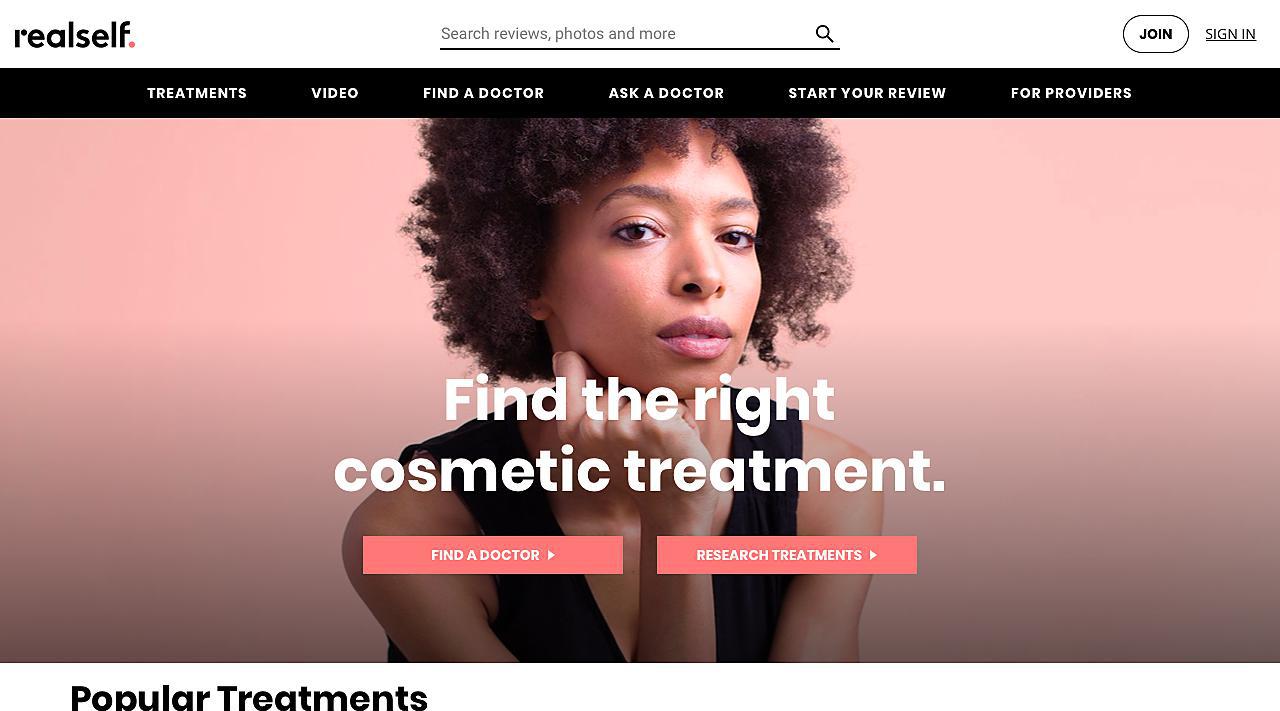 realself.
Search reviews, photos and more
JOIN
SIGN IN
TREATMENTS
VIDEO
FIND A DOCTOR
ASK A DOCTOR
START YOUR REVIEW
FOR PROVIDERS
Find the right
cosmetic treatment.
FIND A DOCTOR
RESEARCH TREATMENTS
Popular Treatments